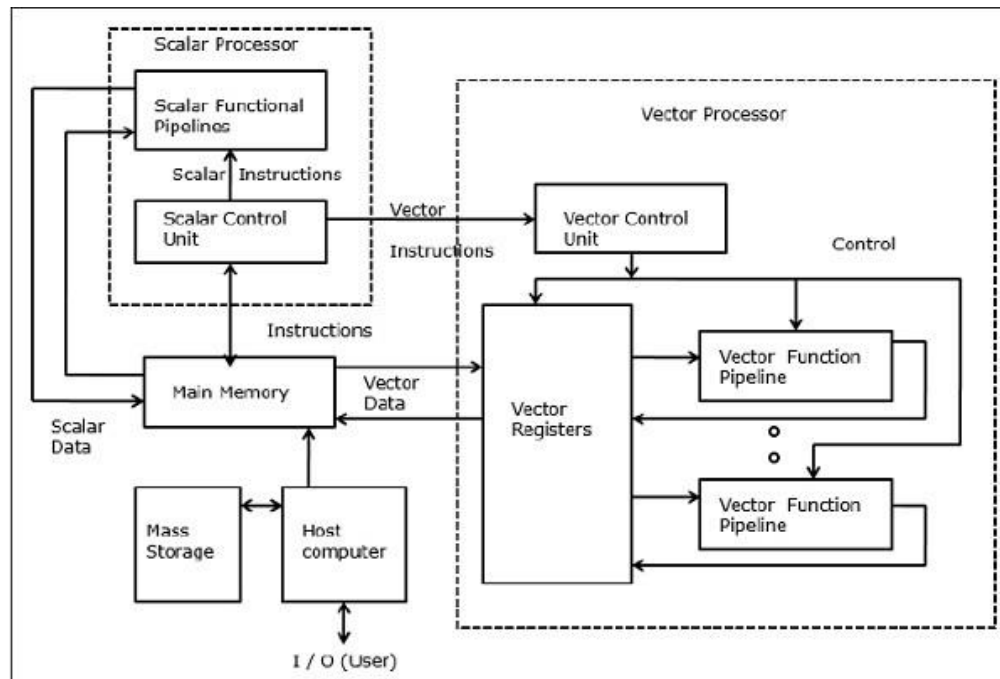 Scalar Processor
Scalar Functional
Pipelines
Scalar Instructions
Scalar Control
Unit
Vector
Instructions
Vector Processor
Vector Control
Unit
Control
Instructions
Main Memory
Vector
Data
Scalar
Data
Vector
Registers
Vector Function
Pipeline
Vector Function
Pipeline
Mass
Storage
Host
computer
I / O (User)